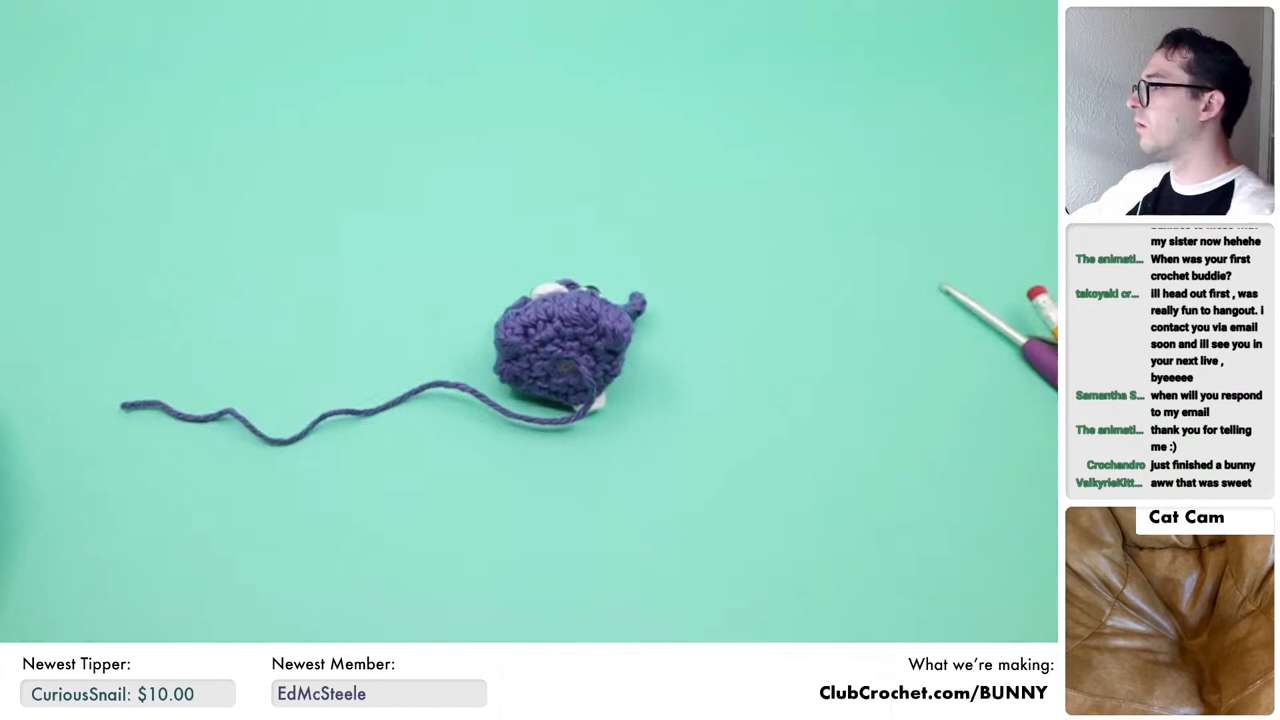 my sister now hehehe
The animati... When was your first
crochet buddie?
takoyaki cr... ill head out first , was
really fun to hangout. i
contact you via email
soon and ill see you in
your next live ,
byeeeee
Samantha S... when will you respond
to my email
The animati... thank you for telling
me :)
Crochandro just finished a bunny
ValkyrieKitt... aww that was sweet
Cat Cam
Newest Tipper:
CuriousSnail: $10.00
Newest Member:
EdMcSteele
What we're making:
ClubCrochet.com/BUNNY